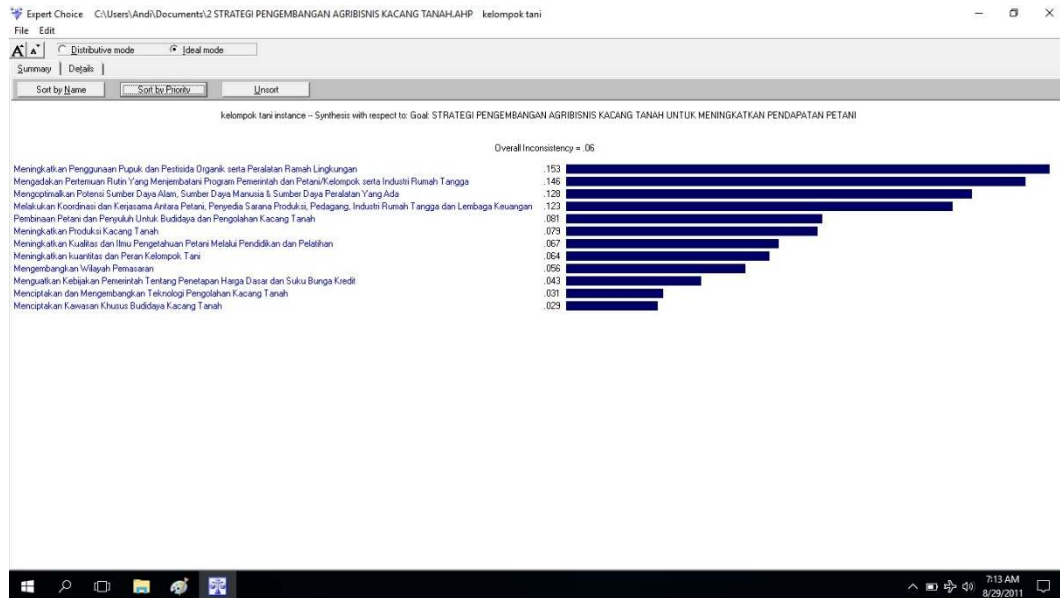 Expert Choice C:\Users\Andi\Documents\2 STRATEGI PENGEMBANGAN AGRIBISNIS KACANG TANAH.AHP kelompok tani
File Edit
A A Distributive mode Ideal mode
Summary Details
Sort by Name Sort by Priority Unsort
kelompok tani instance -- Synthesis with respect to: Goal: STRATEGI PENGEMBANGAN AGRIBISNIS KACANG TANAH UNTUK MENINGKATKAN PENDAPATAN PETANI
Overall Inconsistency = .06
Meningkatkan Penggunaan Pupuk dan Pestisida Organik serta Peralatan Ramah Lingkungan .153
Mengadakan Pertemuan Rutin Yang Menjembatani Program Pemerintah dan Petani/Kelompok serta Industri Rumah Tangga .146
Mengoptimalkan Potensi Sumber Daya Alam, Sumber Daya Manusia & Sumber Daya Peralatan Yang Ada .128
Melakukan Koordinasi dan Kerjasama Antara Petani, Penyedia Sarana Produksi, Pedagang, Industri Rumah Tangga dan Lembaga Keuangan .123
Pembinaan Petani dan Penyuluh Untuk Budidaya dan Pengolahan Kacang Tanah .081
Meningkatkan Produksi Kacang Tanah .079
Meningkatkan Kualitas dan Ilmu Pengetahuan Petani Melalui Pendidikan dan Pelatihan .067
Meningkatkan kuantitas dan Peran Kelompok Tani .064
Mengembangkan Wilayah Pemasaran .056
Menguatkan Kebijakan Pemerintah Tentang Penetapan Harga Dasar dan Suku Bunga Kredit .043
Menciptakan dan Mengembangkan Teknologi Pengolahan Kacang Tanah .031
Menciptakan Kawasan Khusus Budidaya Kacang Tanah .029
7:13 AM
8/29/2011